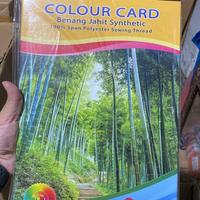 COLOUR CARD
Benang Jahit Synthetic
100% Spun Polyester Sewing Thread